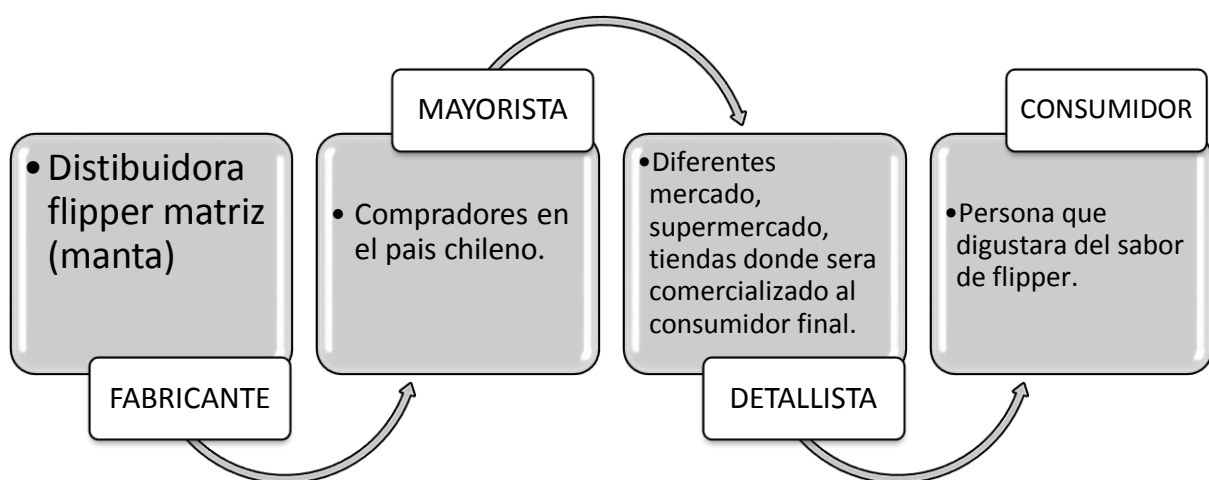 • Distibuidora
flipper matriz
(manta)
FABRICANTE
MAYORISTA
• Compradores en
el pais chileno.
•Diferentes
mercado,
supermercado,
tiendas donde sera
comercializado al
consumidor final.
DETALLISTA
CONSUMIDOR
•Persona que
digustara del sabor
de flipper.